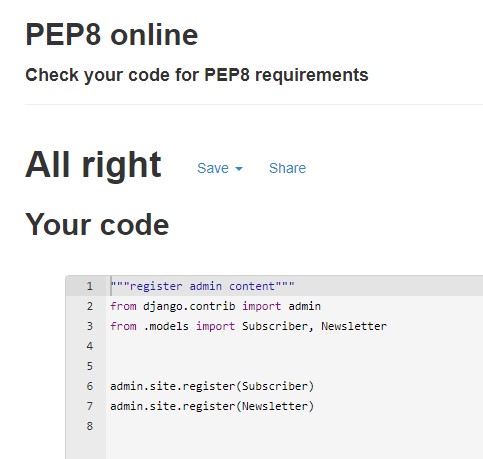 PEP8 online
Check your code for PEP8 requirements
All right Save Share
Your code
1 """register admin content"""
2 from django.contrib import admin
3 from .models import Subscriber, Newsletter
4
5
6 admin.site.register(Subscriber)
7 admin.site.register(Newsletter)
8